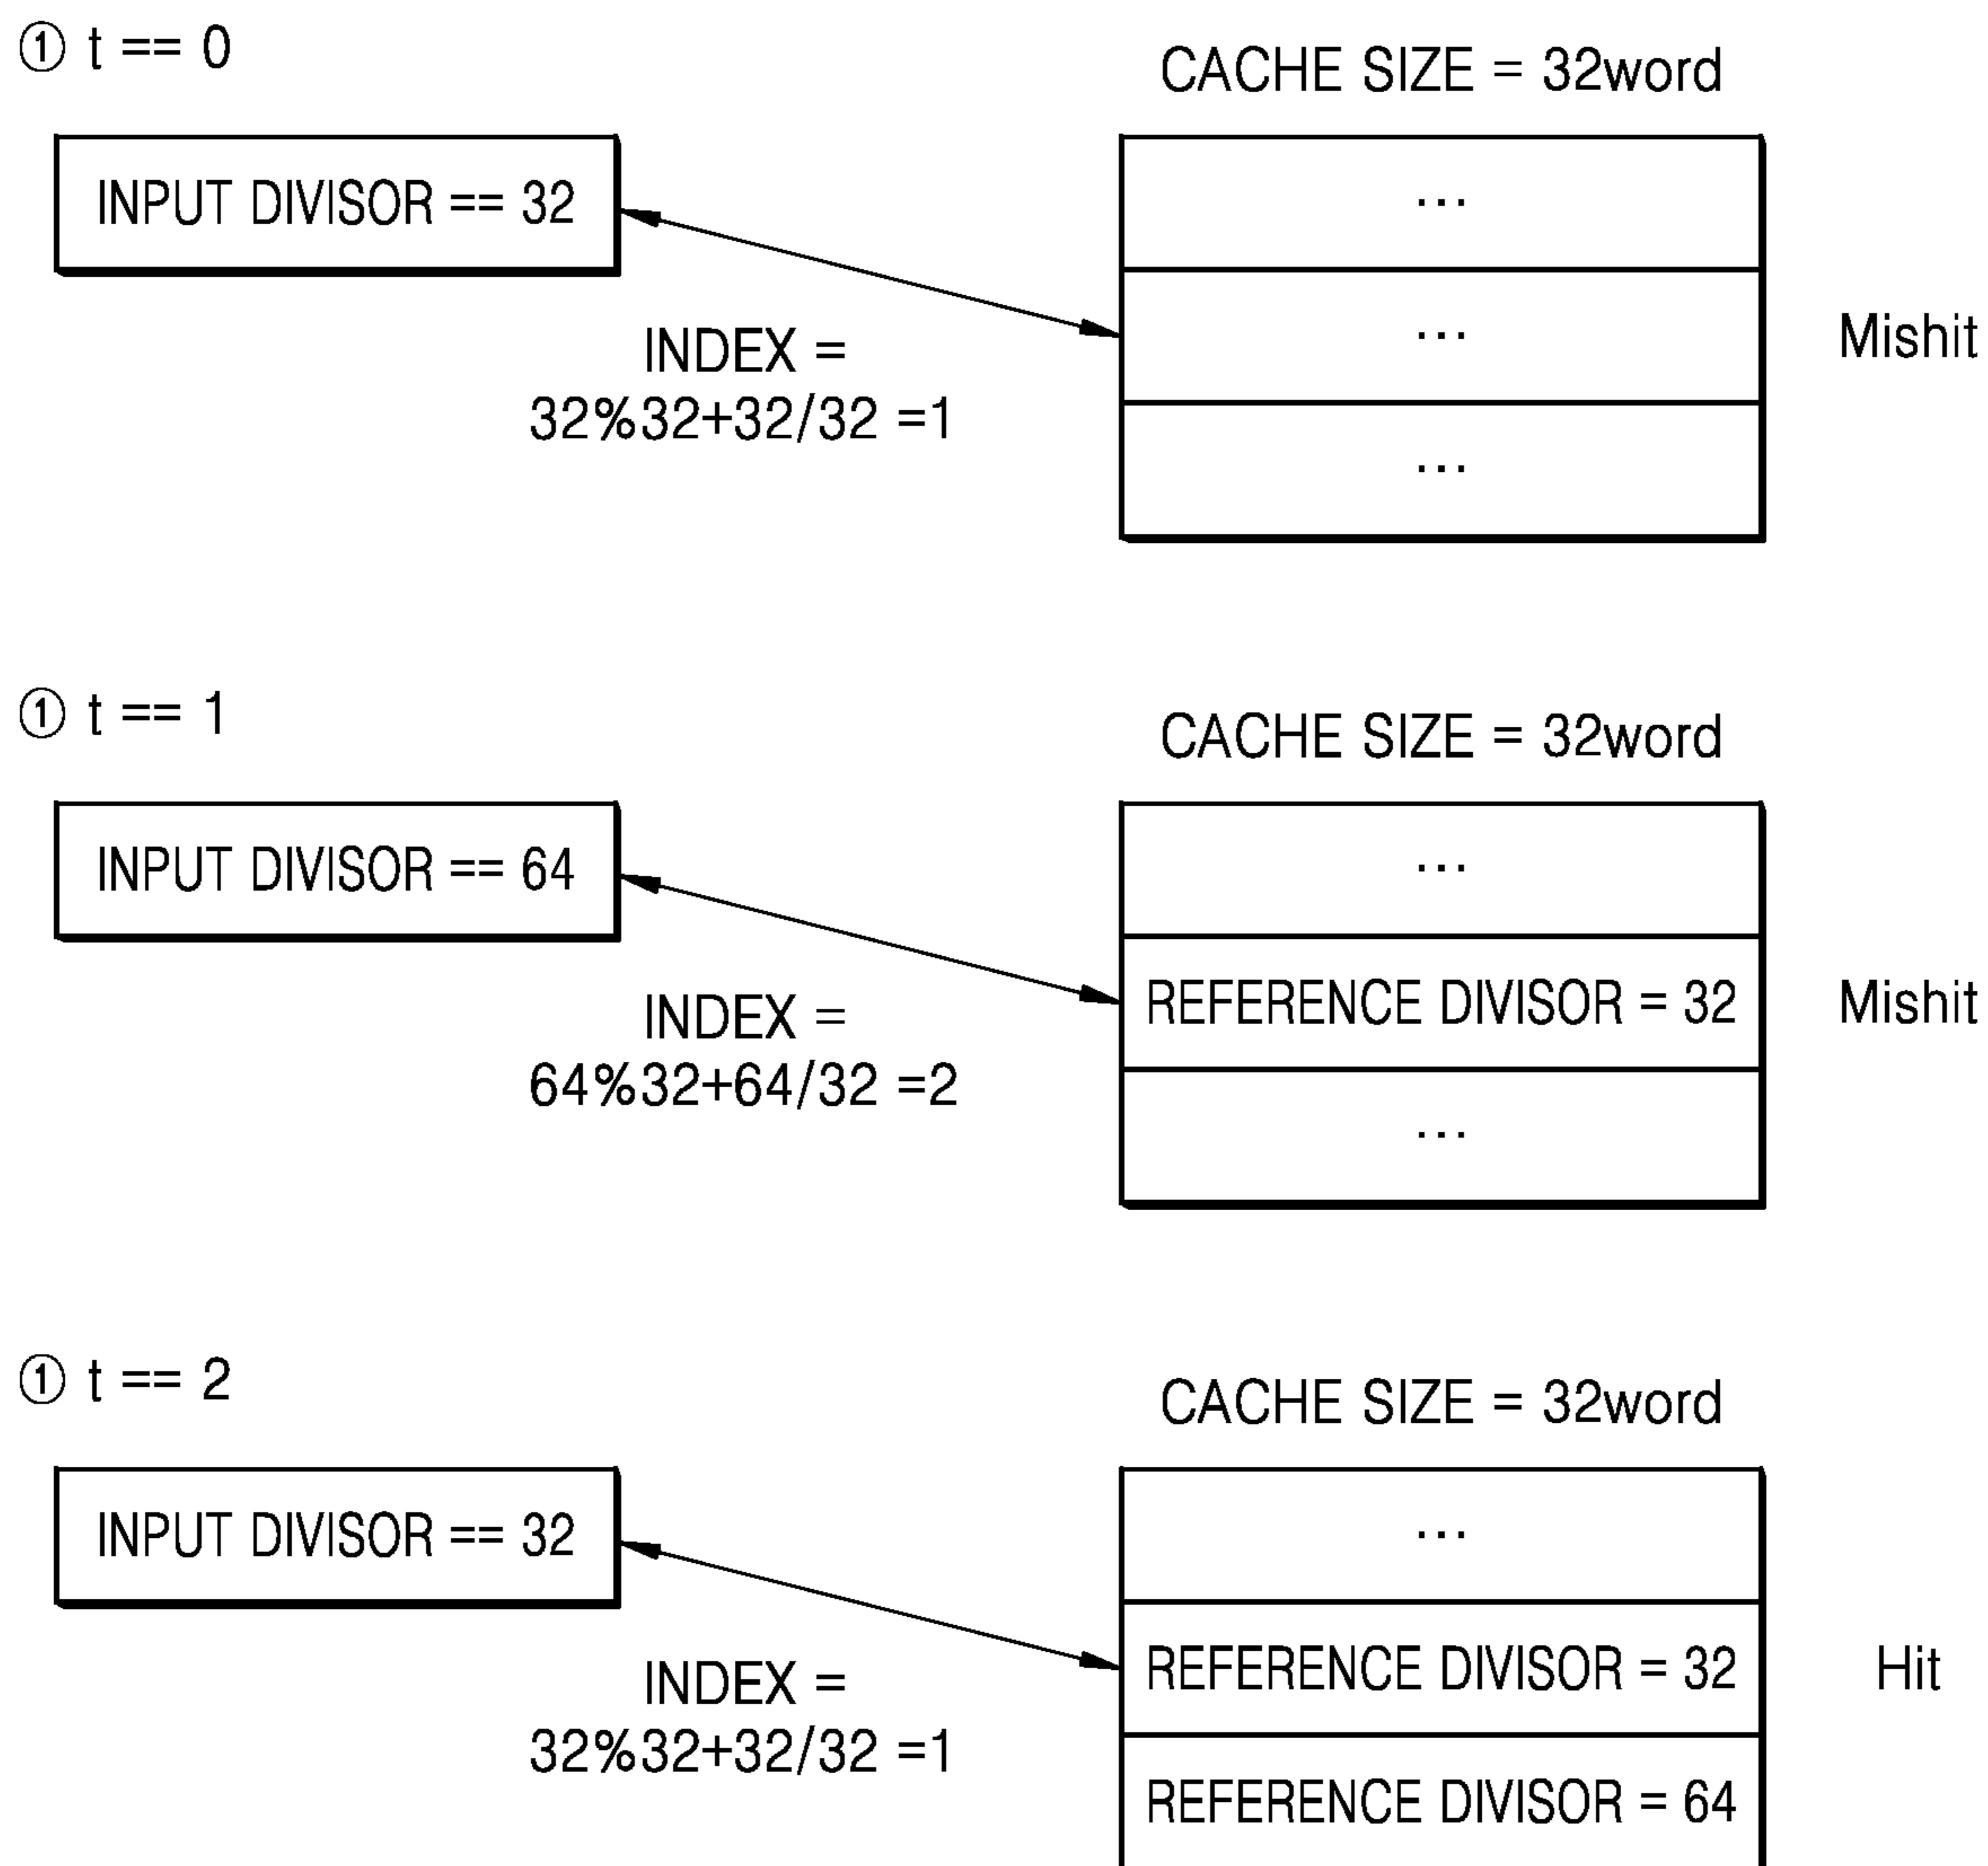 ① t == 0
CACHE SIZE = 32word
INPUT DIVISOR == 32
...
...
...
Mishit
INDEX =
32%32+32/32 =1
① t == 1
CACHE SIZE = 32word
INPUT DIVISOR == 64
...
REFERENCE DIVISOR = 32
...
Mishit
INDEX =
64%32+64/32 =2
① t == 2
CACHE SIZE = 32word
INPUT DIVISOR == 32
...
REFERENCE DIVISOR = 32
Hit
INDEX =
32%32+32/32 =1
REFERENCE DIVISOR = 64